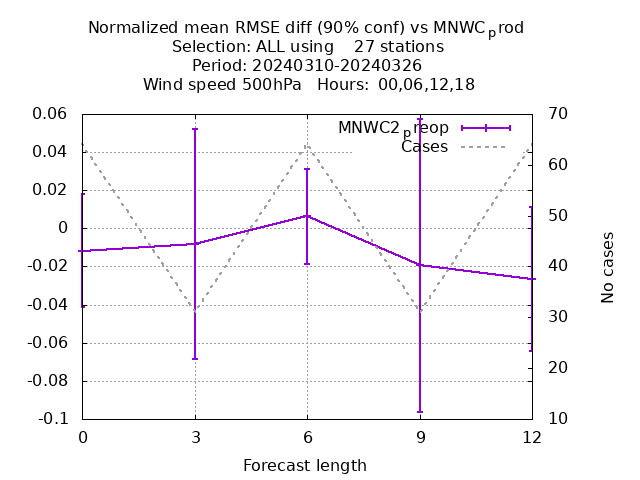 Normalized mean RMSE diff (90% conf) vs MNWCprod
Selection: ALL using    27 stations
Period: 20240310-20240326
Wind speed 500hPa   Hours: 00,06,12,18
MNWC2preop
Cases
0.06
0.04
0.02
0
-0.02
-0.04
-0.06
-0.08
-0.1
70
60
50
40
30
20
10
No cases
0 3 6 9 12
Forecast length